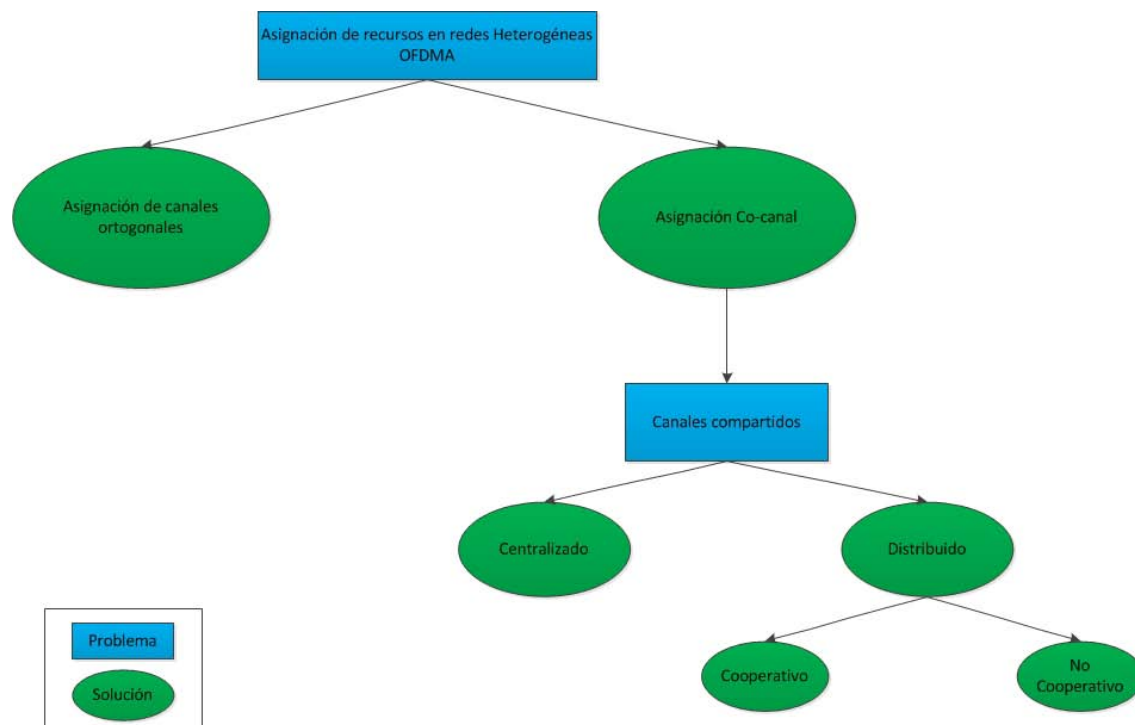 Asignación de recursos en redes Heterogéneas
OFDMA
Asignación de canales
ortogonales
Asignación Co-canal
Canales compartidos
Centralizado
Distribuido
Cooperativo
No
Cooperativo
Problema
Solución